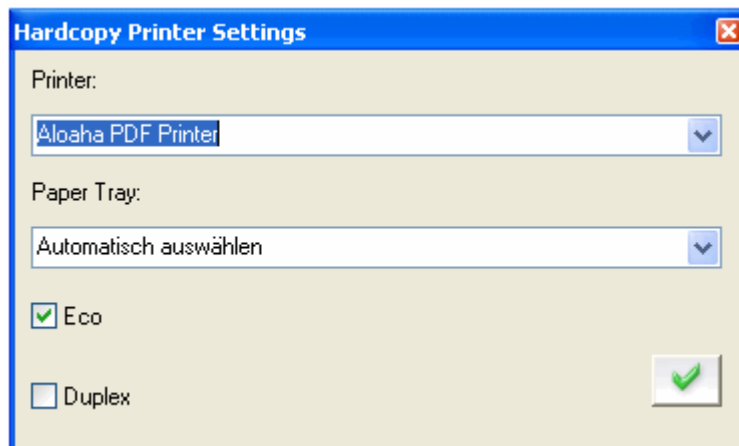 Hardcopy Printer Settings
Printer:
Aloaha PDF Printer
Paper Tray:
Automatisch auswählen
Eco
Duplex